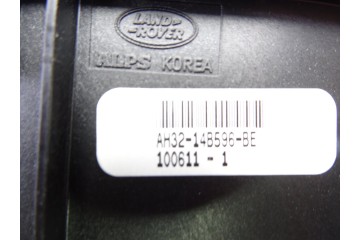 LAND
ROVER
ALPS KOREA
AH32-14B596-BE
100611 - 1